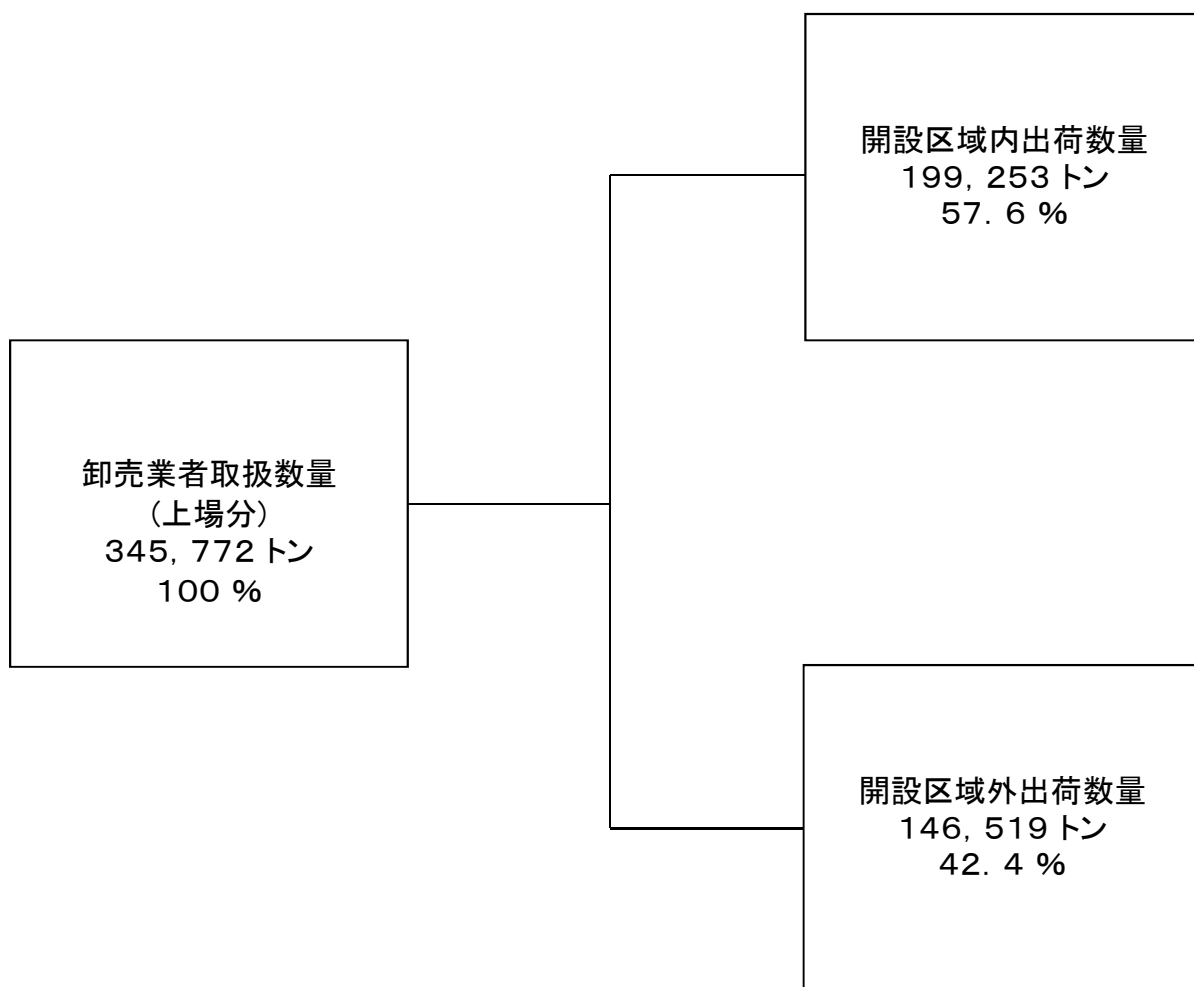 開設区域内出荷数量
199, 253 トン
57. 6 %
卸売業者取扱数量
(上場分)
345, 772 トン
100 %
開設区域外出荷数量
146, 519 トン
42. 4 %